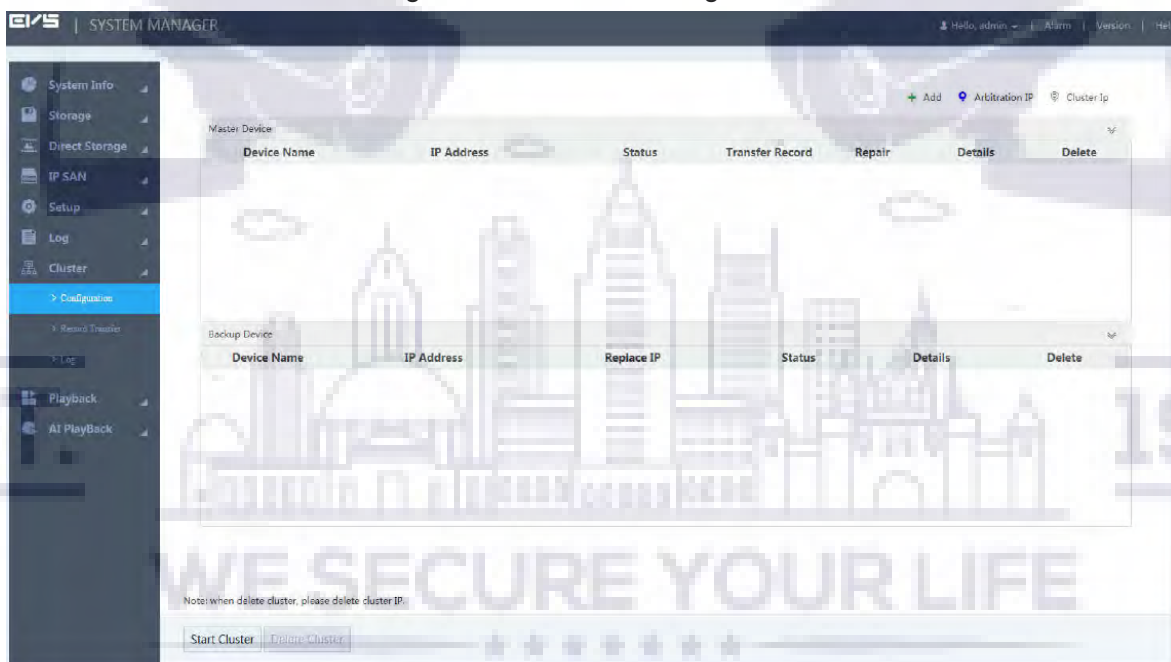 EVS | SYSTEM MANAGER
Hello, admin | Alarm | Version | Hel
System Info
Storage
Direct Storage
IP SAN
Setup
Log
Cluster
> Configuration
> Record Transfer
> Log
Playback
AI PlayBack
+ Add Arbitration IP Cluster Ip
Master Device
Device Name IP Address Status Transfer Record Repair Details Delete
Backup Device
Device Name IP Address Replace IP Status Details Delete
WE SECURE YOUR LIFE
Note: when delete cluster, please delete cluster IP.
Start Cluster Delete Cluster